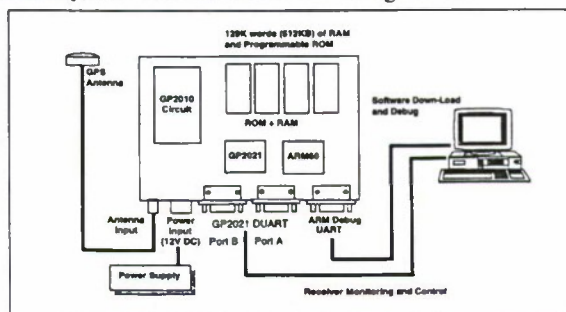 128K words (512KB) of RAM
and Programmable ROM
GPS
Antenna
GP2010
Circuit
ROM + RAM
Software Down-Load
and Debug
GP2021
ARM60
Antenna
Input
Power
Input
(12V DC)
GP2021 DUART
Port B
Port A
ARM Debug
UART
Power Supply
Receiver Monitoring and Control